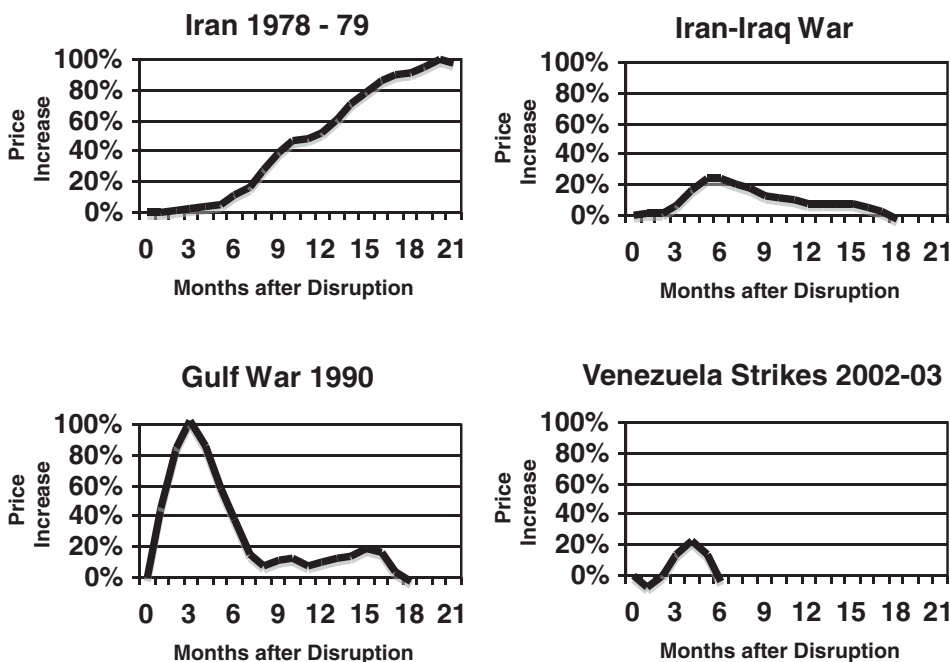 Iran 1978 - 79
100%
80%
60%
40%
20%
0%
Price
Increase
0 3 6 9 12 15 18 21
Months after Disruption
Iran-Iraq War
100%
80%
60%
40%
20%
0%
Price
Increase
0 3 6 9 12 15 18 21
Months after Disruption
Gulf War 1990
100%
80%
60%
40%
20%
0%
Price
Increase
0 3 6 9 12 15 18 21
Months after Disruption
Venezuela Strikes 2002-03
100%
80%
60%
40%
20%
0%
Price
Increase
0 3 6 9 12 15 18 21
Months after Disruption